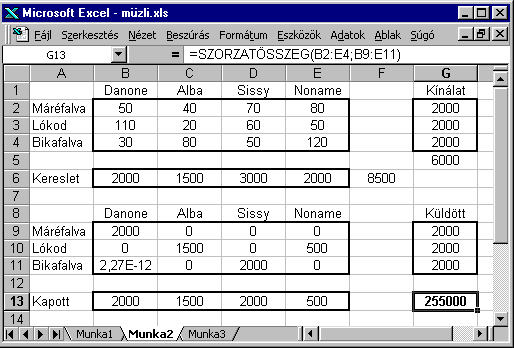 Microsoft Excel - müzli.xls
Fájl Szerkesztés Nézet Beszúrás Formátum Eszközök Adatok Ablak Súgó
G13 = =SZORZATÖSSZEG(B2:E4;B9:E11)
A B C D E F G
1 Danone Alba Sissy Noname Kínálat
2 Máréfalva 50 40 70 80 2000
3 Lókod 110 20 60 50 2000
4 Bikafalva 30 80 50 120 2000
5 6000
6 Kereslet 2000 1500 3000 2000 8500
7
8 Danone Alba Sissy Noname Küldött
9 Máréfalva 2000 0 0 0 2000
10 Lókod 0 1500 0 500 2000
11 Bikafalva 2,27E-12 0 2000 0 2000
12
13 Kapott 2000 1500 2000 500 255000
14
Munka1 Munka2 Munka3